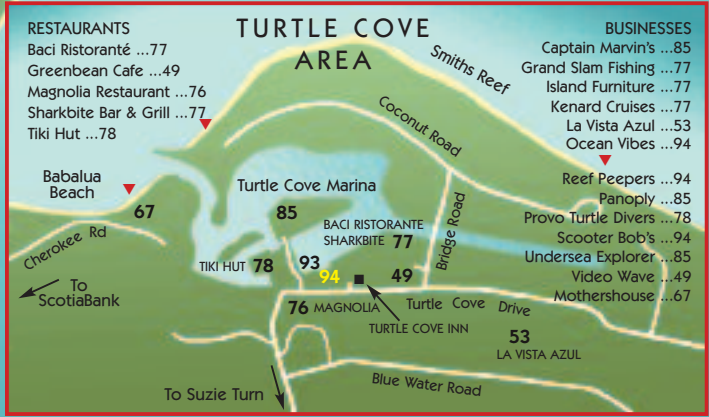 TURTLE COVE
AREA
RESTAURANTS
Baci Ristoranté ...77
Greenbean Cafe ...49
Magnolia Restaurant ...76
Sharkbite Bar & Grill ...77
Tiki Hut ...78
BUSINESSES
Captain Marvin's ...85
Grand Slam Fishing ...77
Island Furniture ...77
Kenard Cruises ...77
La Vista Azul ...53
Ocean Vibes ...94
Reef Peepers ...94
Panoply ...85
Provo Turtle Divers ...78
Scooter Bob's ...94
Undersea Explorer ...85
Video Wave ...49
Mothershouse ...67
Smiths Reef
Coconut Road
Babalua
Beach
67
Cherokee Rd
To
ScotiaBank
Turtle Cove Marina
85
BACI RISTORANTE
SHARKBITE 77
Bridge Road
TIKI HUT 78
93
94
49
76 MAGNOLIA
Turtle Cove Drive
TURTLE COVE INN
53
LA VISTA AZUL
Blue Water Road
To Suzie Turn